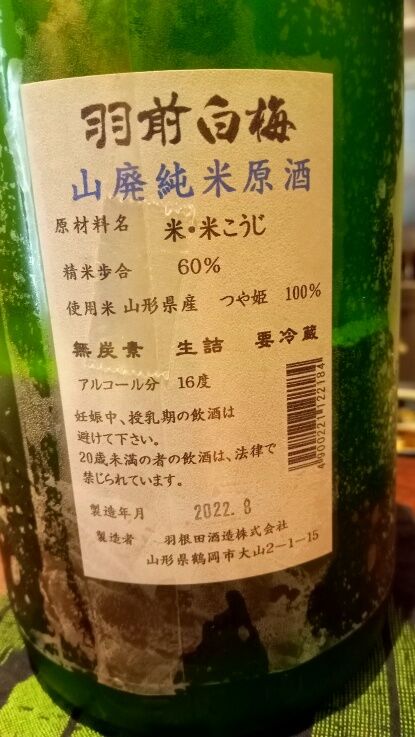 羽前白梅
山廃純米原酒
原材料名 米・米こうじ
精米歩合 60%
使用米 山形県産 つや姫 100%
無炭素 生詰 要冷蔵
アルコール分 16度
妊娠中、授乳期の飲酒は
避けて下さい。
20歳未満の者の飲酒は、法律で
禁じられています。
製造年月 2022. 8
製造者 羽根田酒造株式会社
山形県鶴岡市大山2-1-15
4900221122184